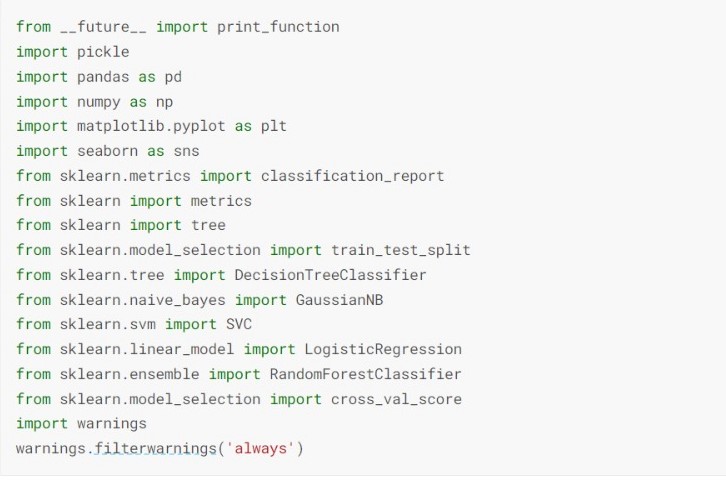 from __future__ import print_function
import pickle
import pandas as pd
import numpy as np
import matplotlib.pyplot as plt
import seaborn as sns
from sklearn.metrics import classification_report
from sklearn import metrics
from sklearn import tree
from sklearn.model_selection import train_test_split
from sklearn.tree import DecisionTreeClassifier
from sklearn.naive_bayes import GaussianNB
from sklearn.svm import SVC
from sklearn.linear_model import LogisticRegression
from sklearn.ensemble import RandomForestClassifier
from sklearn.model_selection import cross_val_score
import warnings
warnings.filterwarnings('always')